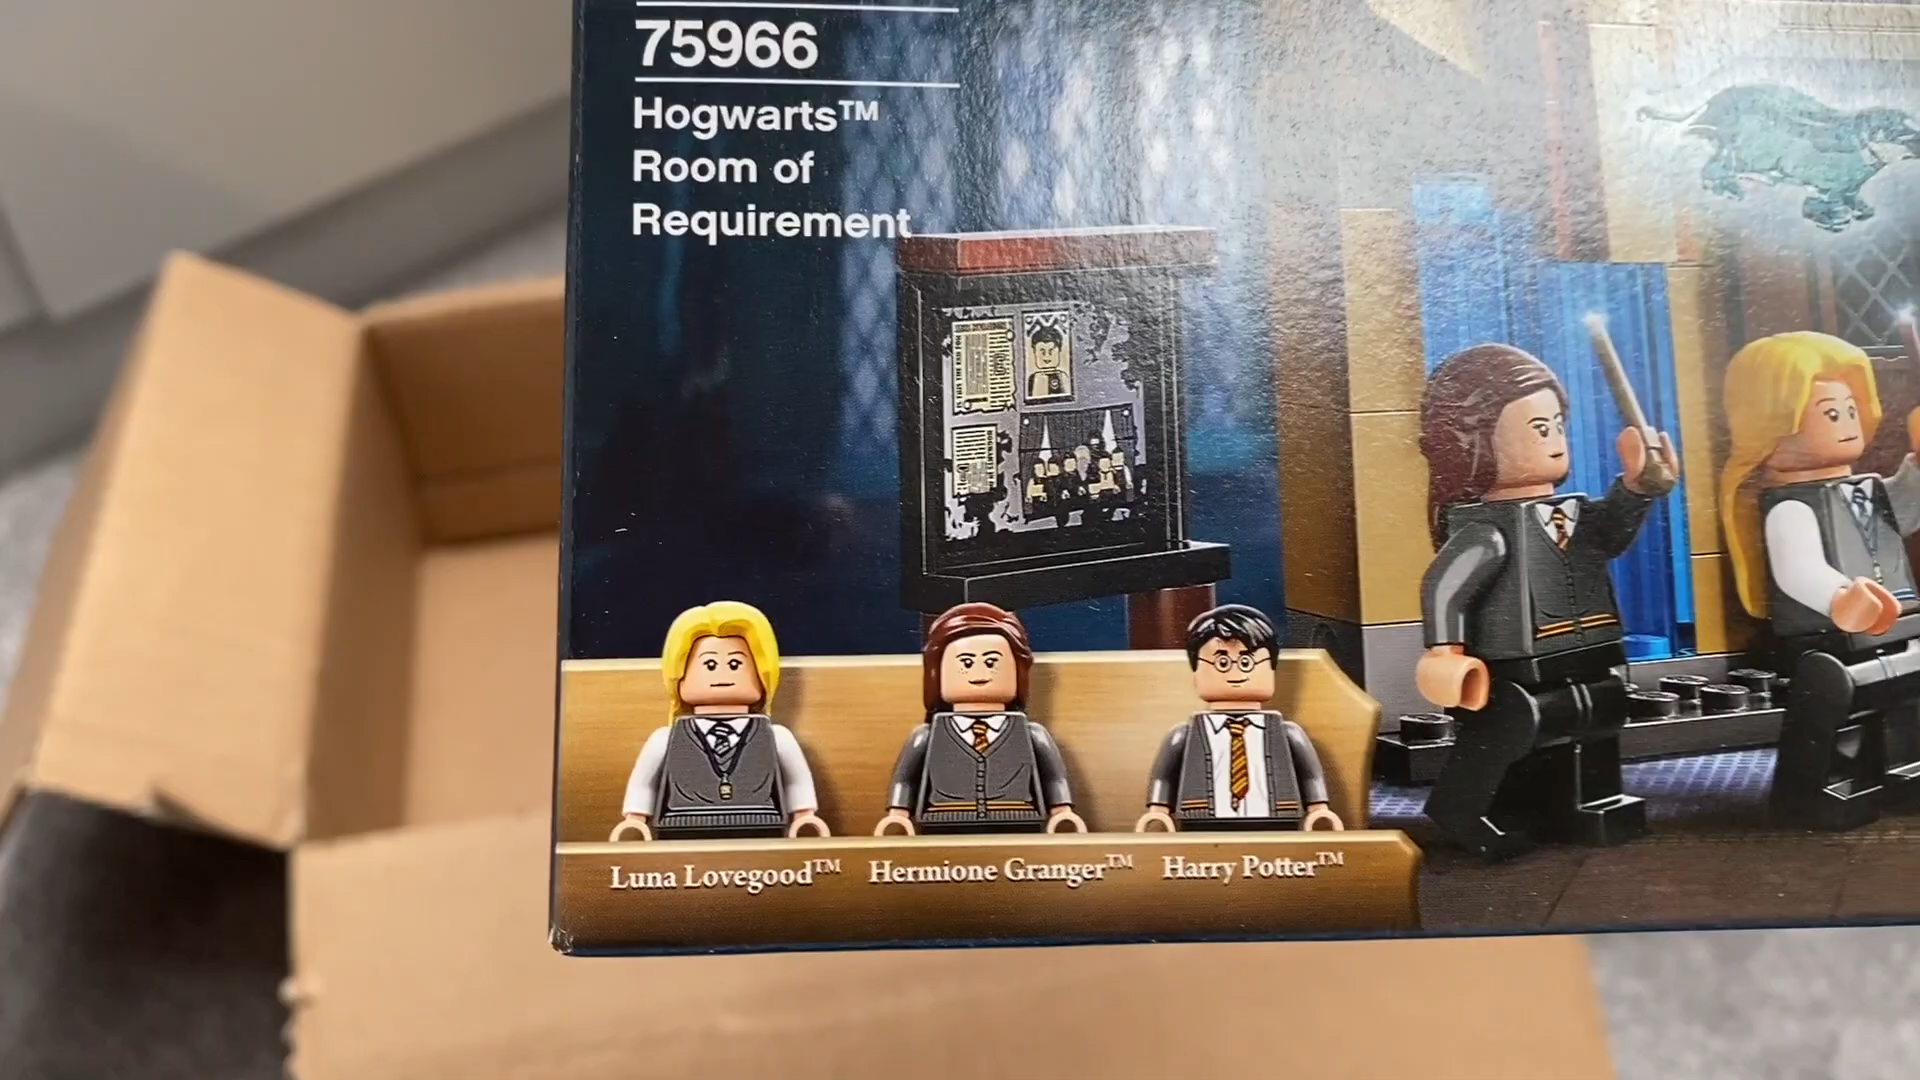 75966
Hogwarts™
Room of
Requirement
Luna Lovegood™ Hermione Granger™ Harry Potter™